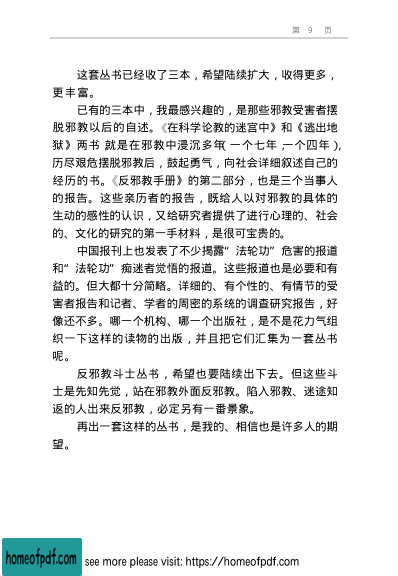 第 9 页
这套丛书已经收了三本，希望陆续扩大，收得更多，
更丰富。
已有的三本中，我最感兴趣的，是那些邪教受害者摆
脱邪教以后的自述。《在科学论教的迷宫中》和《逃出地
狱》两书，就是在邪教中浸沉多年（一个七年，一个四年），
历尽艰危摆脱邪教后，鼓起勇气，向社会详细叙述自己的
经历的书。《反邪教手册》的第二部分，也是三个当事人
的报告。这些亲历者的报告，既给人以对邪教的具体的
生动的感性的认识，又给研究者提供了进行心理的、社会
的、文化的研究的第一手材料，是很可宝贵的。
中国报刊上也发表了不少揭露“法轮功”危害的报道
和“法轮功”痴迷者觉悟的报道。这些报道也是必要和有
益的。但大都十分简略。详细的、有个性的、有情节的受
害者报告和记者、学者的周密的系统的调查研究报告，好
像还不多。哪一个机构、哪一个出版社，是不是花力气组
织一下这样的读物的出版，并且把它们汇集为一套丛书
呢。
反邪教斗士丛书，希望也要陆续出下去。但这些斗
士是先知先觉，站在邪教外面反邪教。陷入邪教、迷途知
返的人出来反邪教，必定另有一番景象。
再出一套这样的丛书，是我的、相信也是许多人的期
望。
homeofpdf.com
see more please visit: https://homeofpdf.com